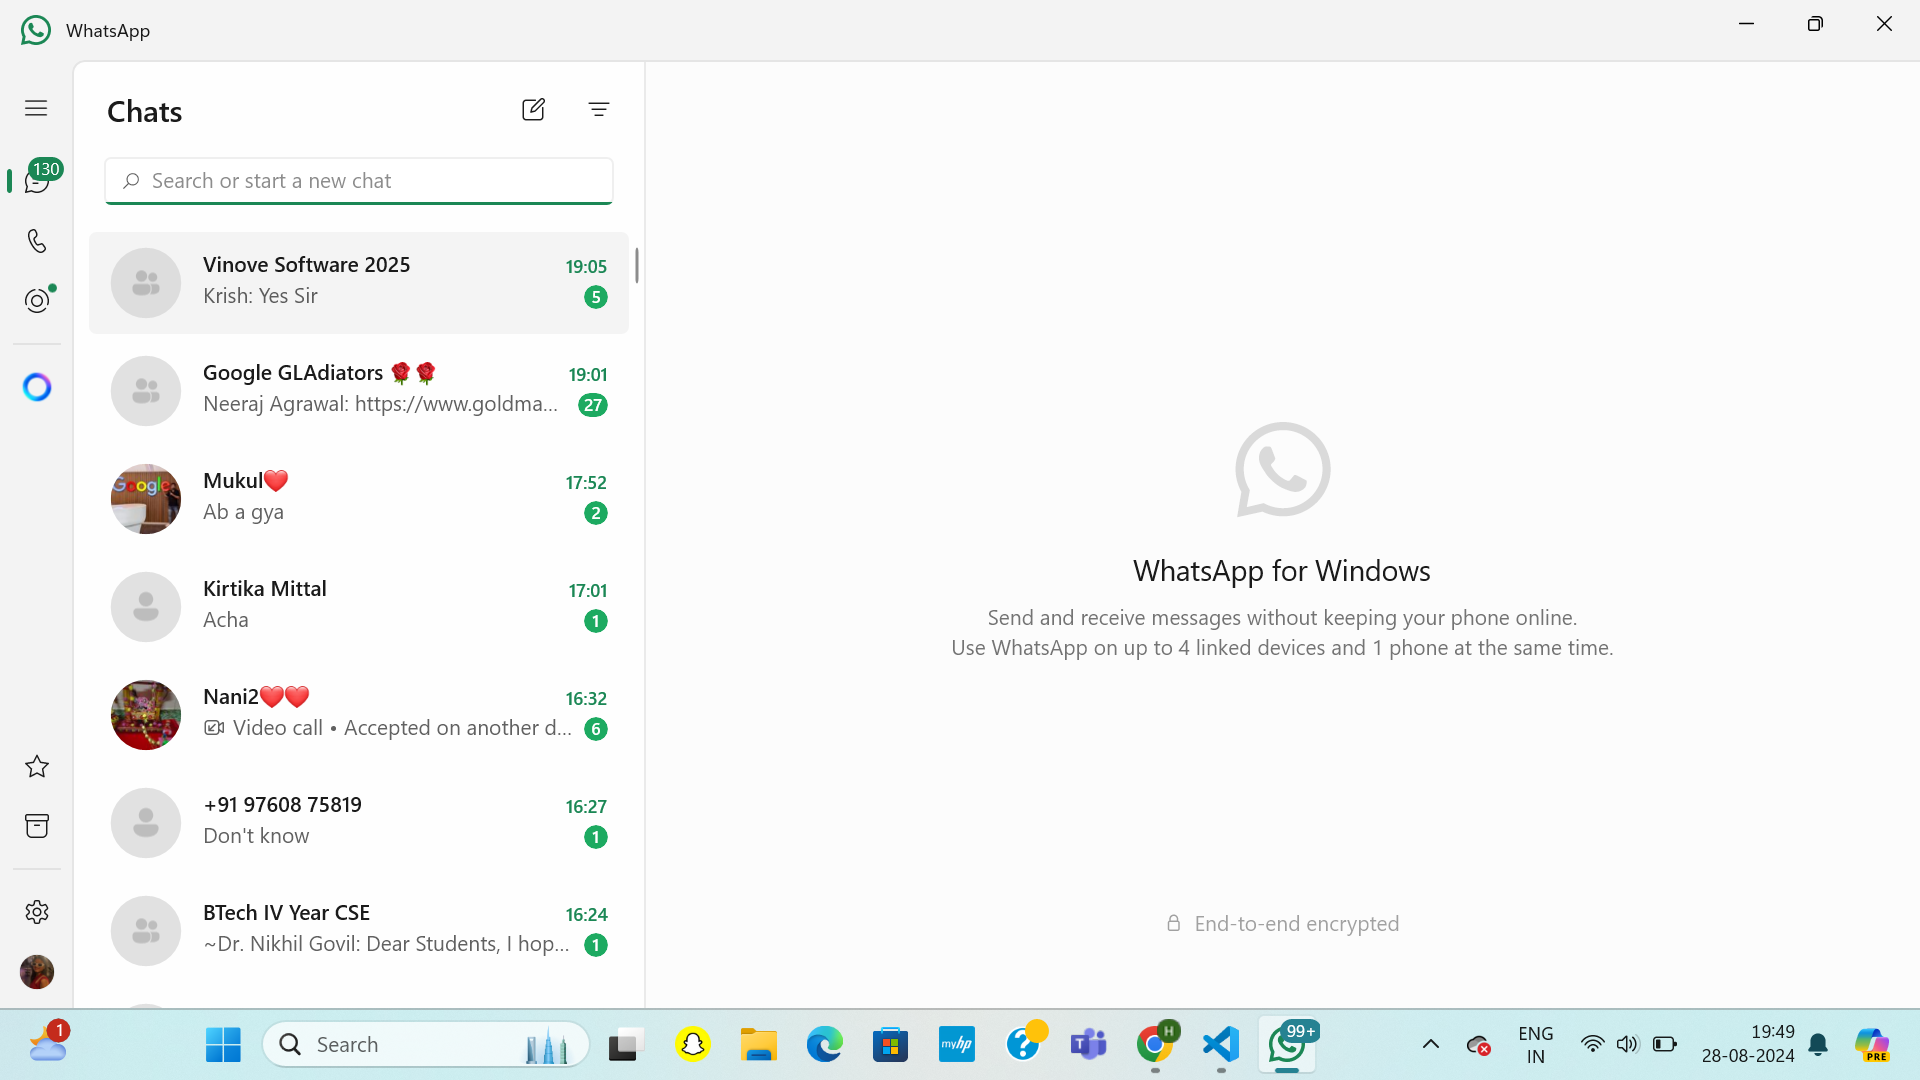 WhatsApp
130
Chats
Search or start a new chat
Vinove Software 2025
19:05
Krish: Yes Sir
5
Google GLAdiators 🌹🌹
19:01
Neeraj Agrawal: https://www.goldma...
27
Google
Mukul❤️
17:52
Ab a gya
2
Kirtika Mittal
17:01
Acha
1
Nani2❤️❤️
16:32
Video call • Accepted on another d...
6
+91 97608 75819
16:27
Don't know
1
BTech IV Year CSE
16:24
~Dr. Nikhil Govil: Dear Students, I hop...
1
WhatsApp for Windows
Send and receive messages without keeping your phone online.
Use WhatsApp on up to 4 linked devices and 1 phone at the same time.
End-to-end encrypted
1
Search
myhp
?
T
H
99+
ENG
IN
19:49
28-08-2024
PRE